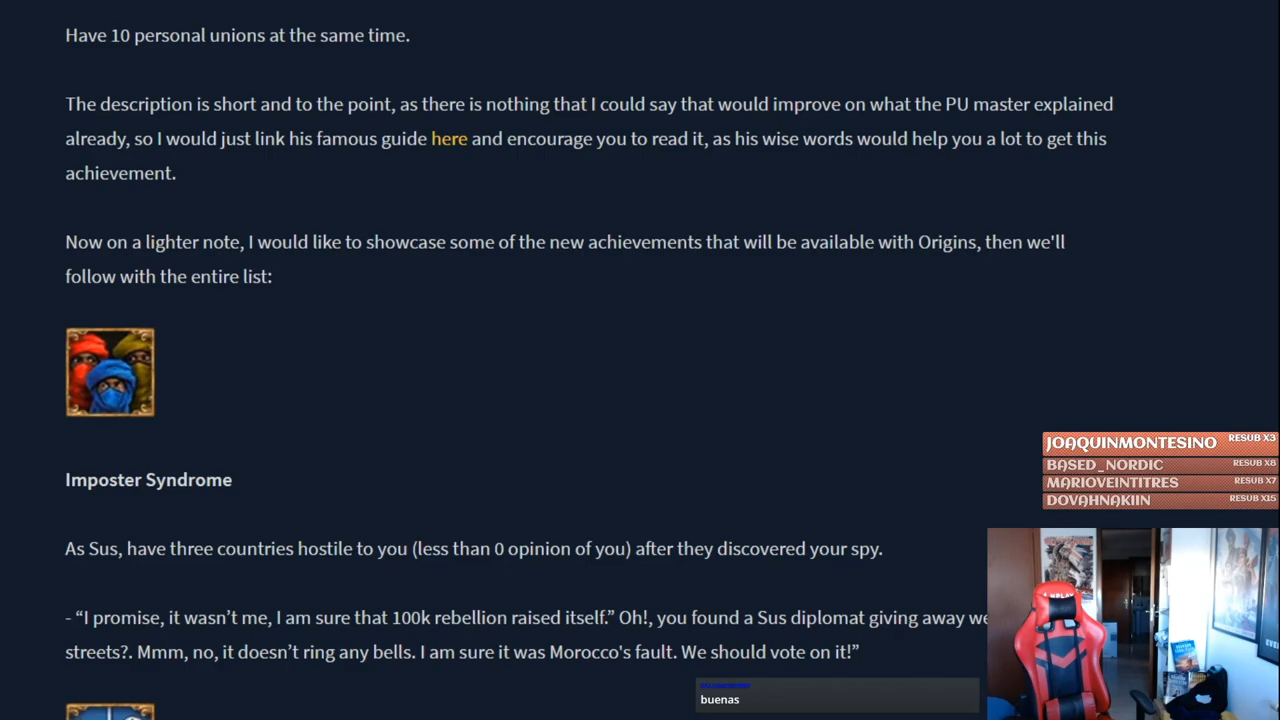 Have 10 personal unions at the same time.
The description is short and to the point, as there is nothing that I could say that would improve on what the PU master explained
already, so I would just link his famous guide here and encourage you to read it, as his wise words would help you a lot to get this
achievement.
Now on a lighter note, I would like to showcase some of the new achievements that will be available with Origins, then we'll
follow with the entire list:
Imposter Syndrome
As Sus, have three countries hostile to you (less than 0 opinion of you) after they discovered your spy.
- “I promise, it wasn’t me, I am sure that 100k rebellion raised itself.” Oh!, you found a Sus diplomat giving away we
streets?. Mmm, no, it doesn’t ring any bells. I am sure it was Morocco's fault. We should vote on it!”
JOAQUINMONTESINO RESUB X3
BASED_NORDIC RESUB X8
MARIOVEINTITRES RESUB X7
DOVAHNAKIIN RESUB X15
buenas